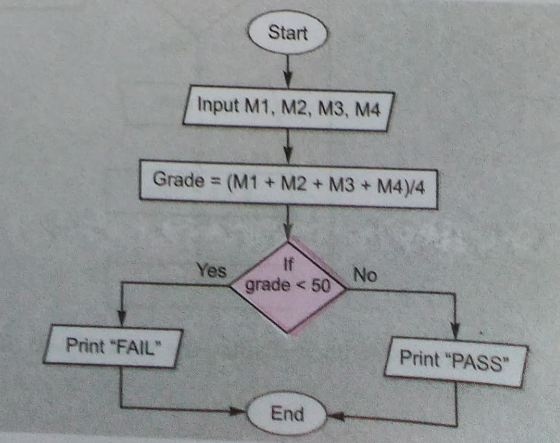 Start
Input M1, M2, M3, M4
Grade = (M1 + M2 + M3 + M4)/4
If
grade < 50
Yes
No
Print “FAIL”
Print “PASS”
End